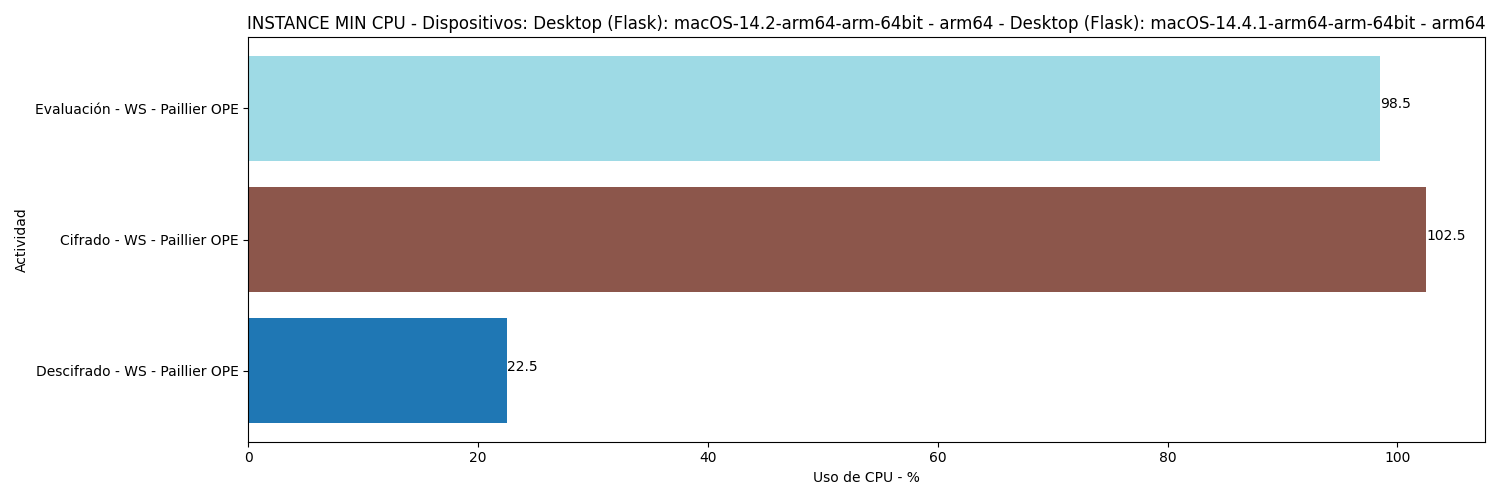 INSTANCE MIN CPU - Dispositivos: Desktop (Flask): macOS-14.2-arm64-arm-64bit - arm64 - Desktop (Flask): macOS-14.4.1-arm64-arm-64bit - arm64
Evaluación - WS - Paillier OPE
98.5
Cifrado - WS - Paillier OPE
102.5
Descifrado - WS - Paillier OPE
22.5
Actividad
0 20 40 60 80 100
Uso de CPU - %